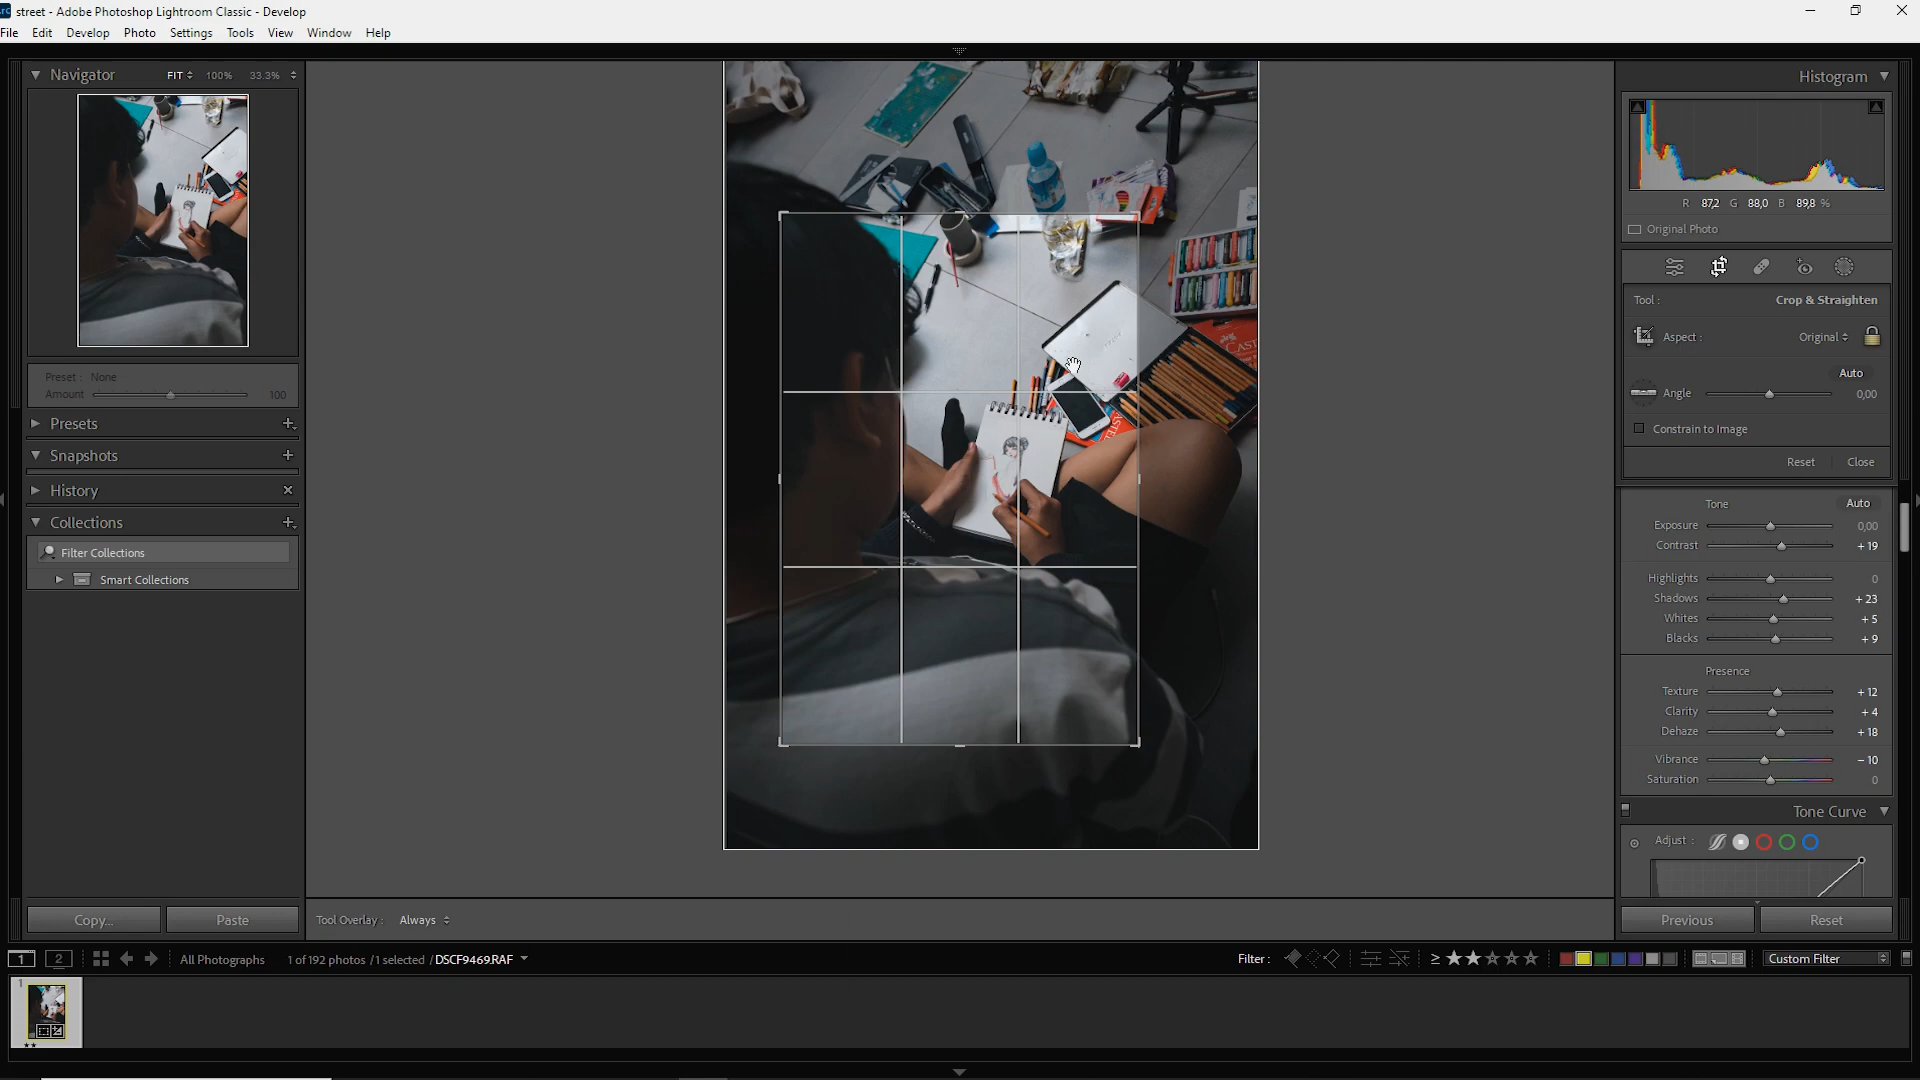 street - Adobe Photoshop Lightroom Classic - Develop
File Edit Develop Photo Settings Tools View Window Help
Navigator FIT 100% 33.3%
Histogram
R 87,2 G 88,0 B 89,8 %
Original Photo
Tool : Crop & Straighten
Aspect : Original
Auto
Angle 0,00
Constrain to Image
Reset Close
Preset : None
Amount 100
Presets
Snapshots
History
Collections
Filter Collections
Smart Collections
Tone Auto
Exposure 0,00
Contrast + 19
Highlights 0
Shadows + 23
Whites + 5
Blacks + 9
Presence
Texture + 12
Clarity + 4
Dehaze + 18
Vibrance - 10
Saturation 0
Tone Curve
Adjust :
Copy... Paste
Tool Overlay : Always
Previous Reset
1 2 All Photographs 1 of 192 photos / 1 selected / DSCF9469.RAF Filter : ≥ Custom Filter
1